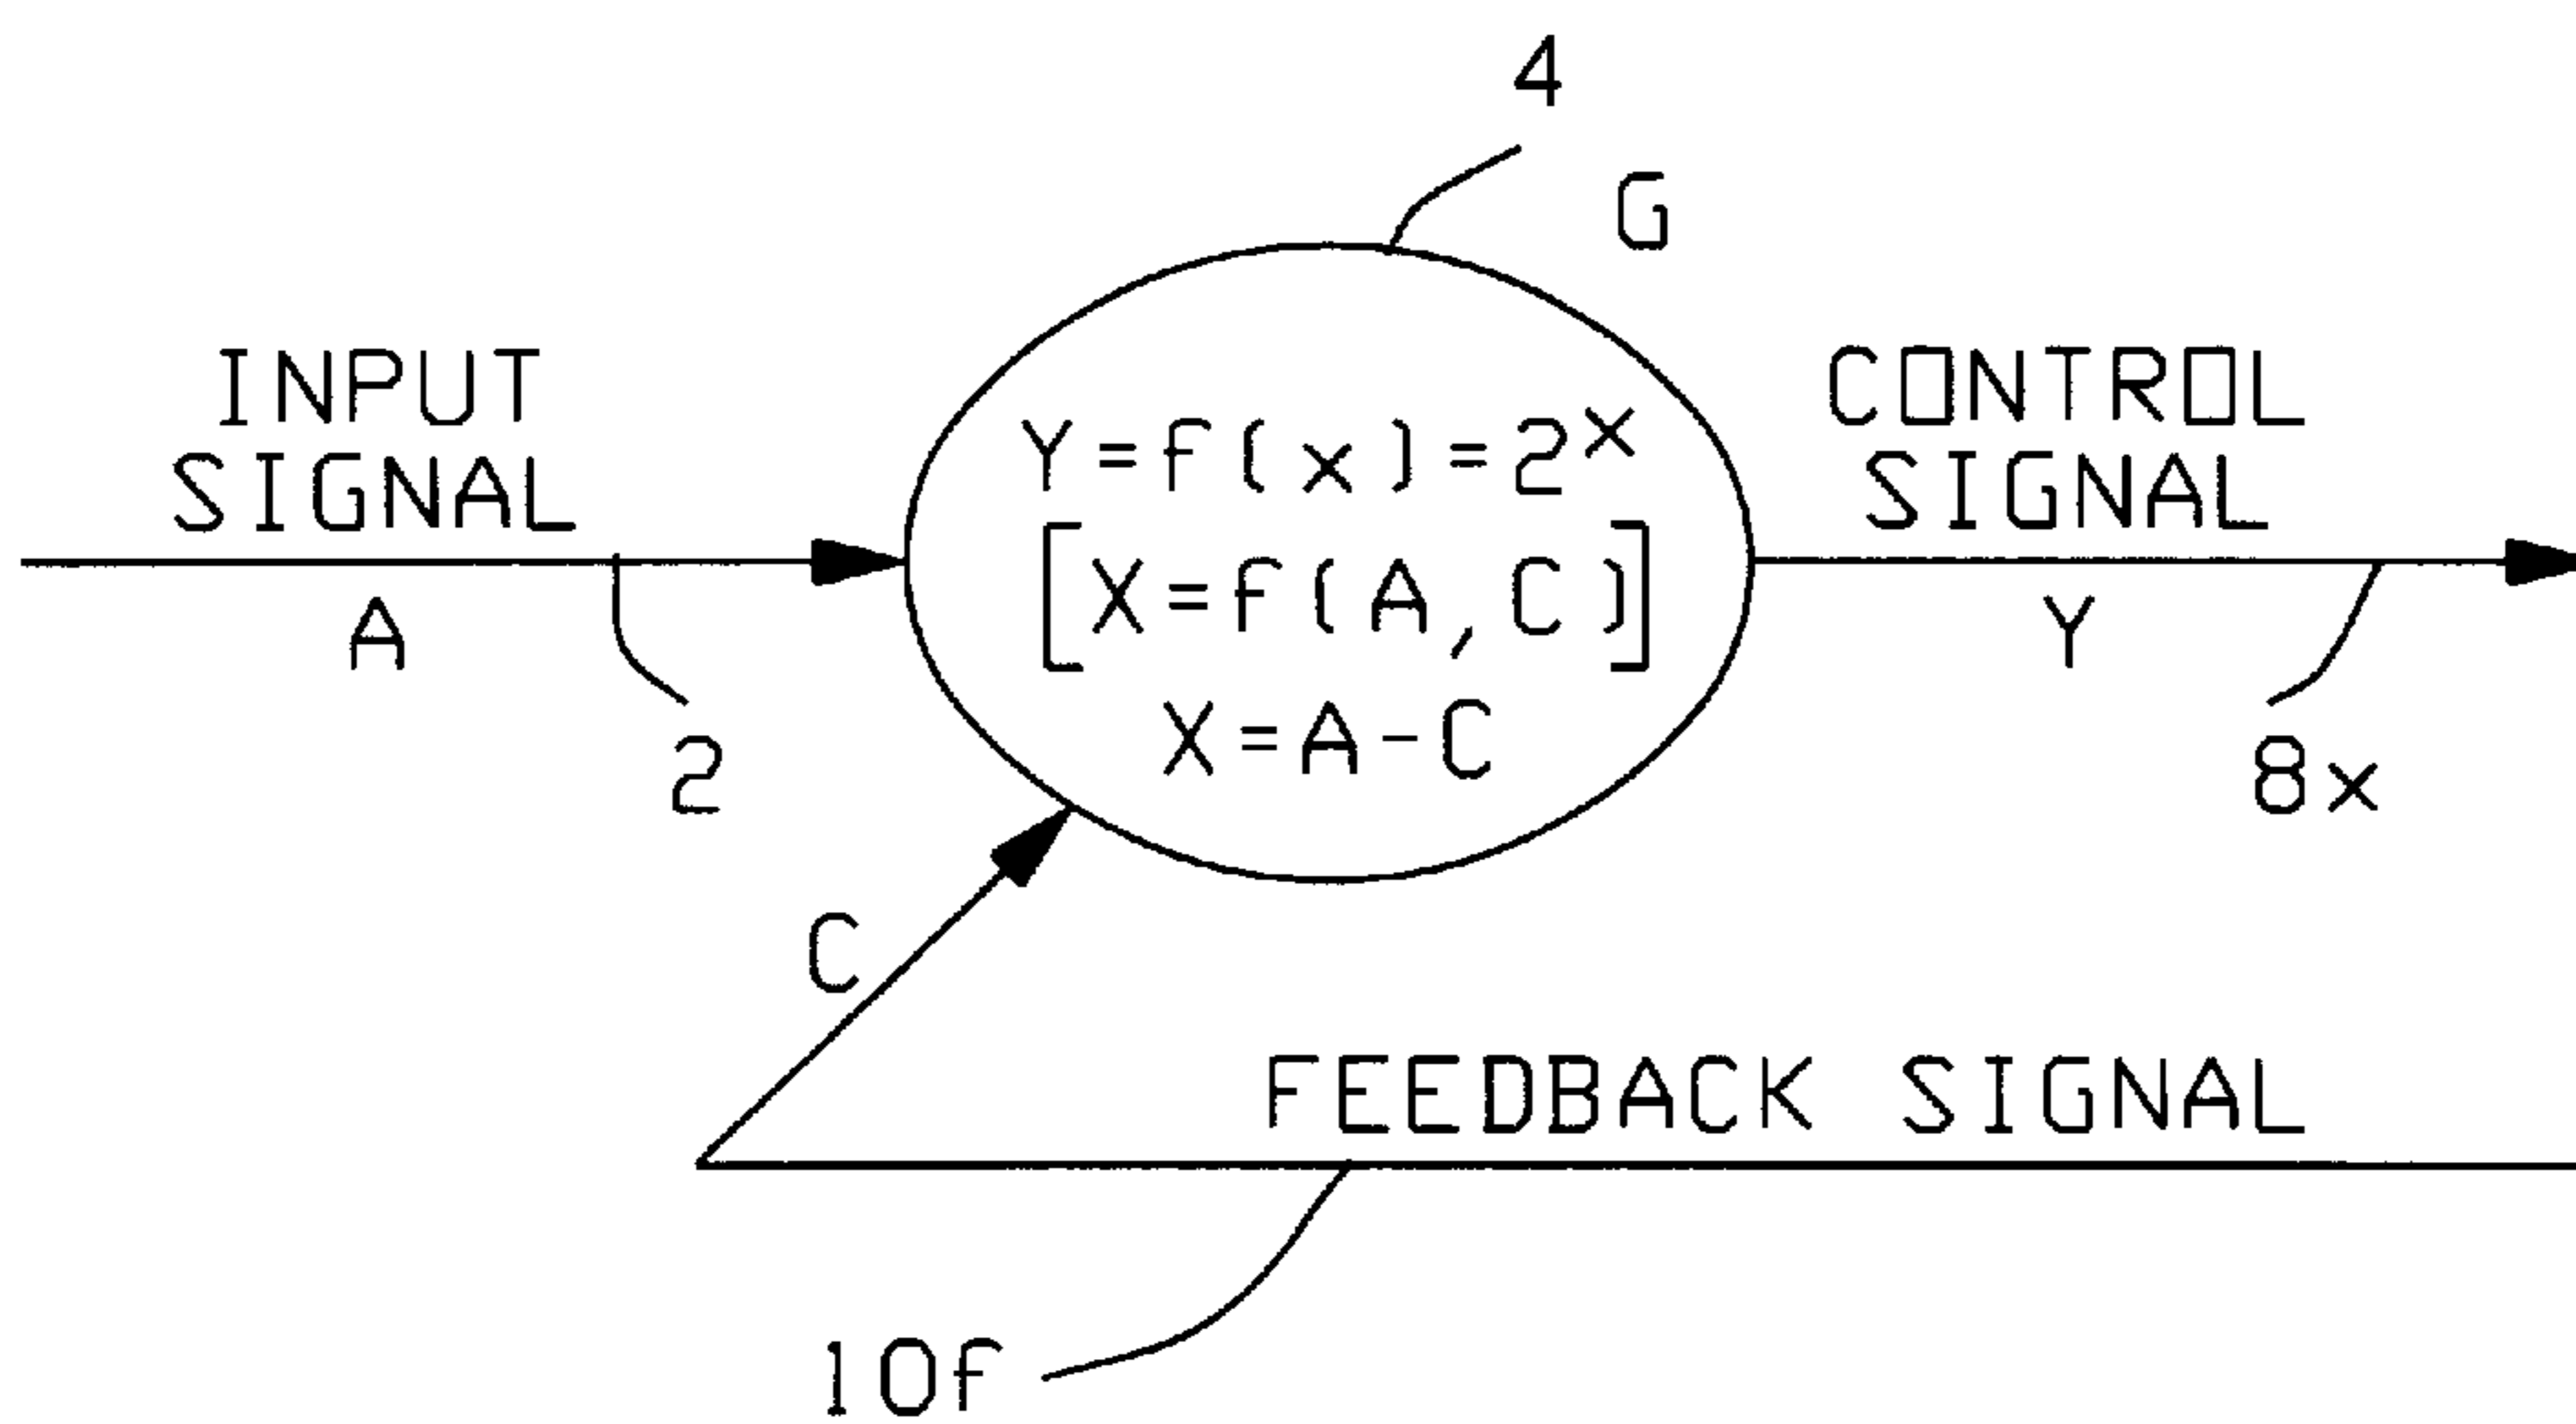 4
G
INPUT
SIGNAL
A
2
Y=f(x)=2^x
[X=f(A,C)]
X=A-C
CONTROL
SIGNAL
Y
8x
C
FEEDBACK SIGNAL
10f